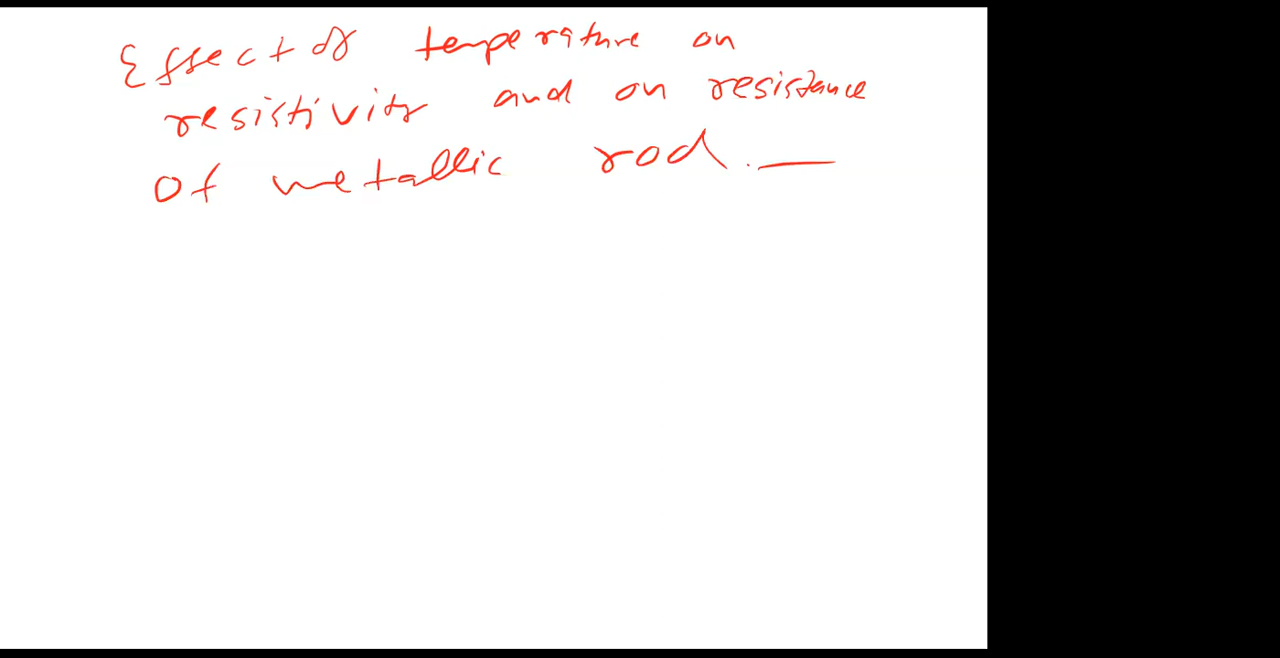 Effect of temperature on
resistivity and on resistance
of metallic rod.